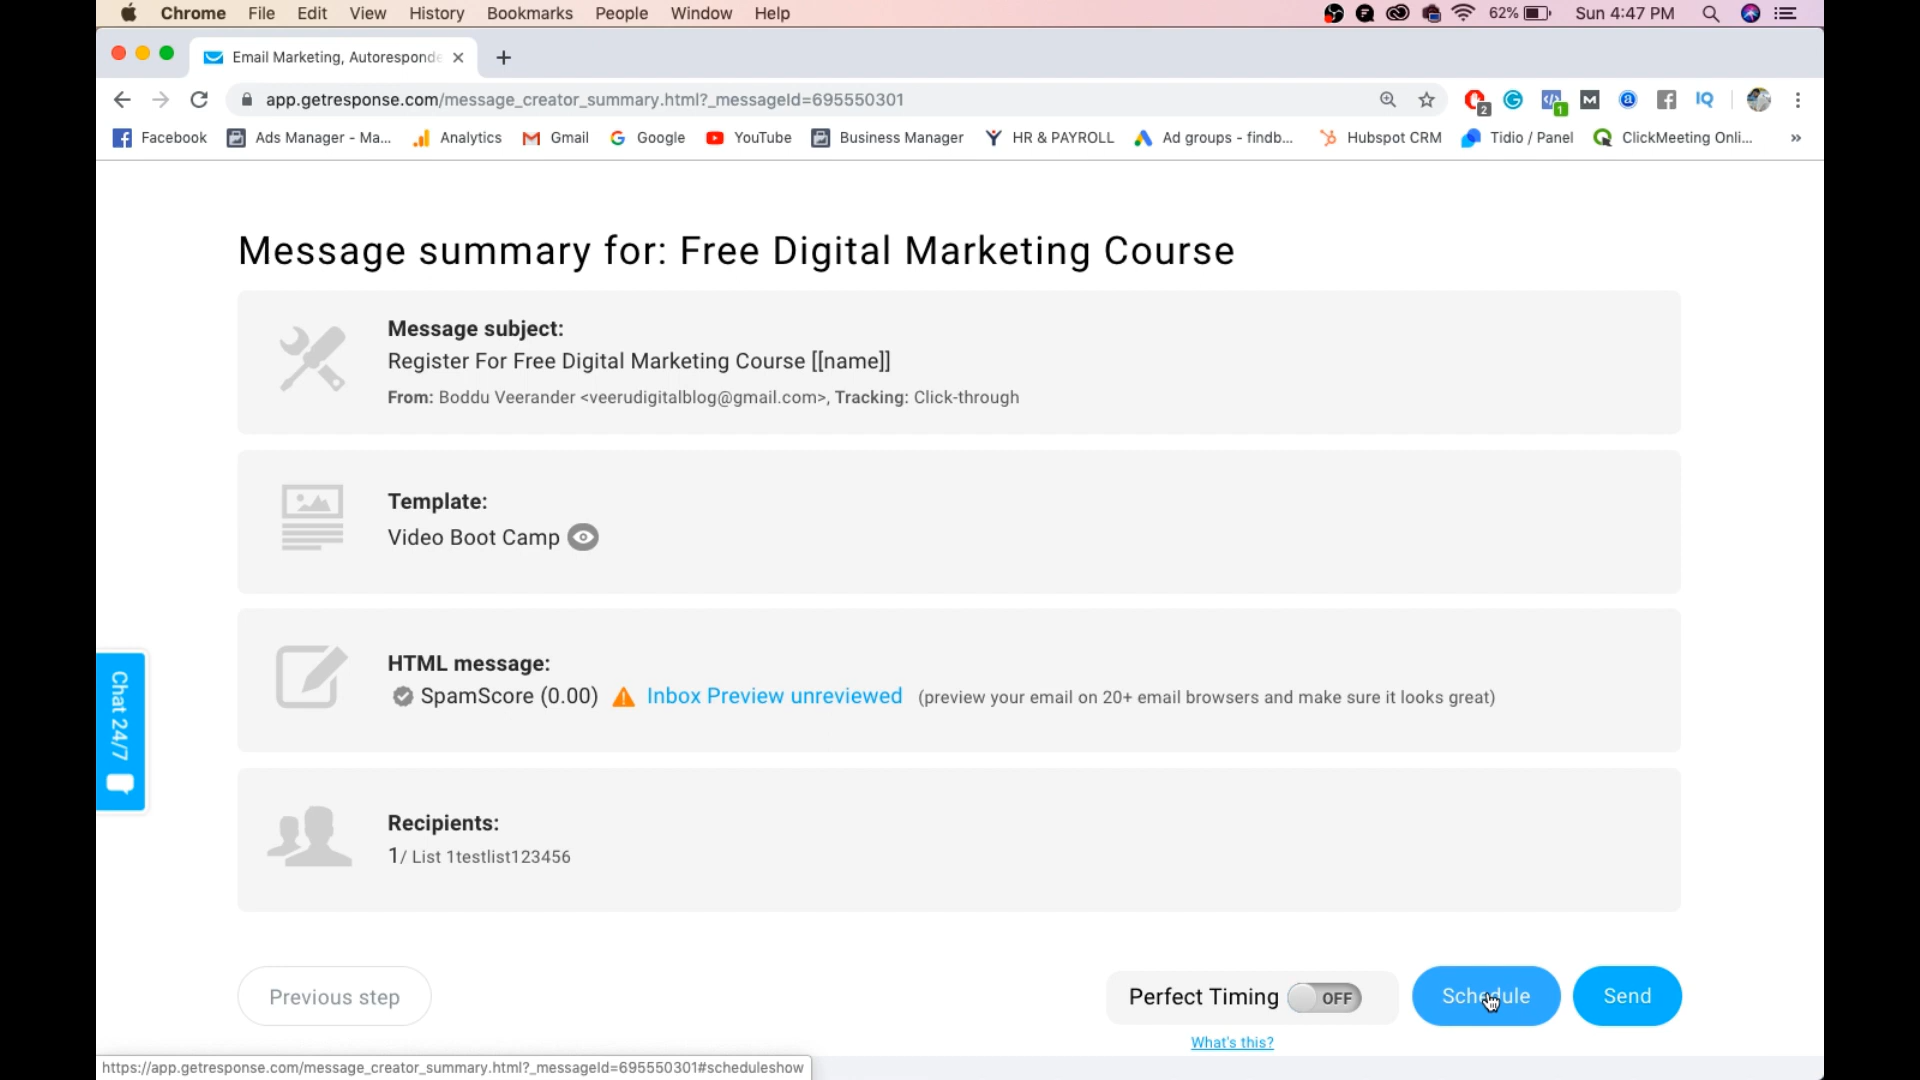 Chrome File Edit View History Bookmarks People Window Help 62% Sun 4:47 PM
Email Marketing, Autoresponde
app.getresponse.com/message_creator_summary.html?_messageId=695550301 2 1 M a IQ
Facebook Ads Manager - Ma... Analytics Gmail Google YouTube Business Manager HR & PAYROLL Ad groups - findb... Hubspot CRM Tidio / Panel ClickMeeting Onli... »
Message summary for: Free Digital Marketing Course
Message subject:
Register For Free Digital Marketing Course [[name]]
From: Boddu Veerander <veerudigitalblog@gmail.com>, Tracking: Click-through
Template:
Video Boot Camp
HTML message:
SpamScore (0.00) Inbox Preview unreviewed (preview your email on 20+ email browsers and make sure it looks great)
Chat 24/7
Recipients:
1/ List 1testlist123456
Previous step Perfect Timing OFF Schedule Send
What's this?
https://app.getresponse.com/message_creator_summary.html?_messageId=695550301#scheduleshow